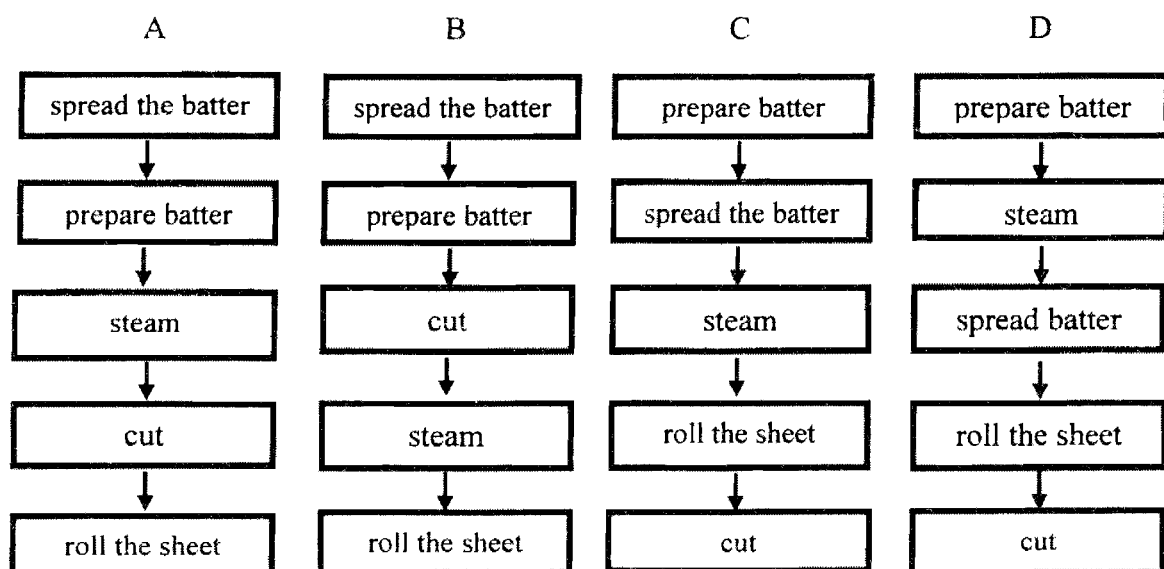 A
B
C
D
spread the batter
prepare batter
steam
cut
roll the sheet
spread the batter
prepare batter
cut
steam
roll the sheet
prepare batter
spread the batter
steam
roll the sheet
cut
prepare batter
steam
spread batter
roll the sheet
cut